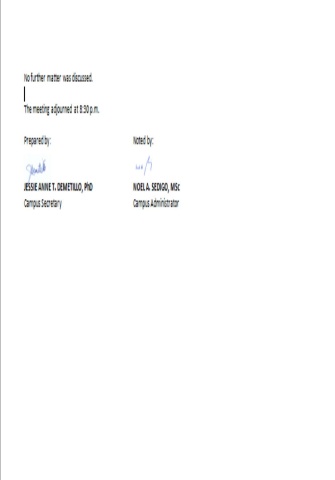 No further matter was discussed.
The meeting adjourned at 8:30 p.m.
Prepared by:
Noted by:
JESSIE ANNE T. DEMETILLO, PhD
NOEL A. SEDIGO, MSc
Campus Secretary
Campus Administrator